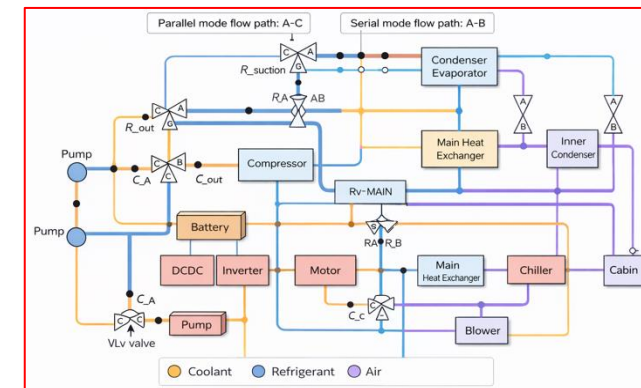 Parallel mode flow path: A-C
Serial mode flow path: A-B
C
A
G
R_suction
Condenser
Evaporator
R_A
AB
C
A
G
R_out
A
B
A
B
Main Heat
Exchanger
Inner
Condenser
Pump
C
B
C
C_A
C_out
Compressor
Rv-MAIN
Pump
Battery
S
RA
R_B
DCDC
Inverter
Motor
Main
Heat Exchanger
Chiller
Cabin
C_A
C
C
Pump
VLv valve
C_c
Blower
Coolant
Refrigerant
Air